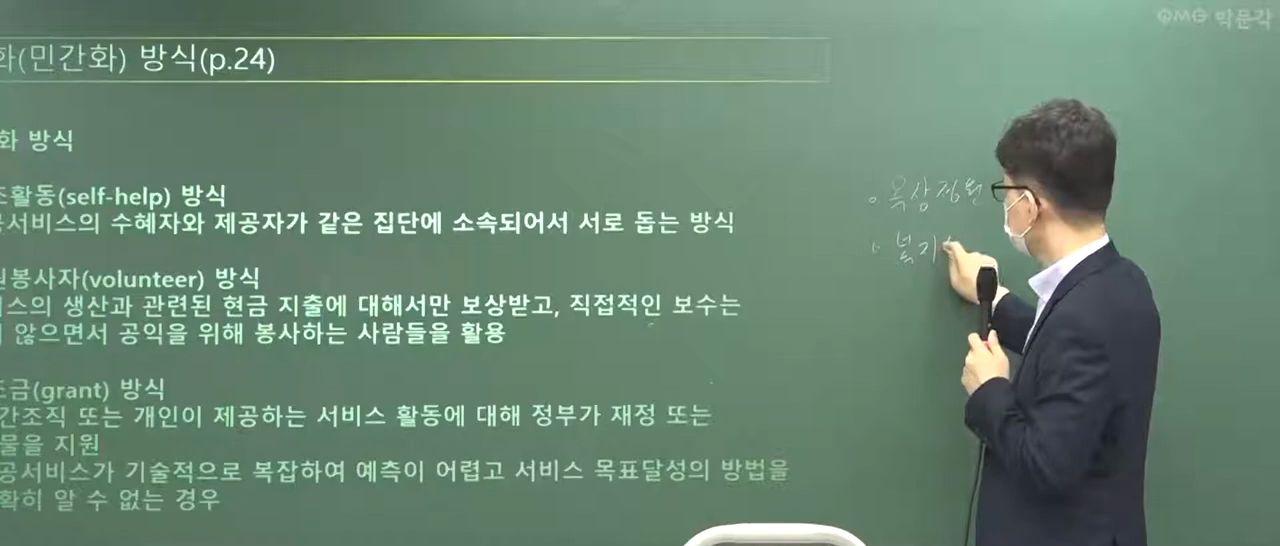 PMG 박문각
화(민간화) 방식(p.24)
화 방식
조활동(self-help) 방식
공서비스의 수혜자와 제공자가 같은 집단에 소속되어서 서로 돕는 방식
원봉사자(volunteer) 방식
비스의 생산과 관련된 현금 지출에 대해서만 보상받고, 직접적인 보수는
지 않으면서 공익을 위해 봉사하는 사람들을 활용
조금(grant) 방식
간조직 또는 개인이 제공하는 서비스 활동에 대해 정부가 재정 또는
물을 지원
공서비스가 기술적으로 복잡하여 예측이 어렵고 서비스 목표달성의 방법을
확히 알 수 없는 경우
옥상정원